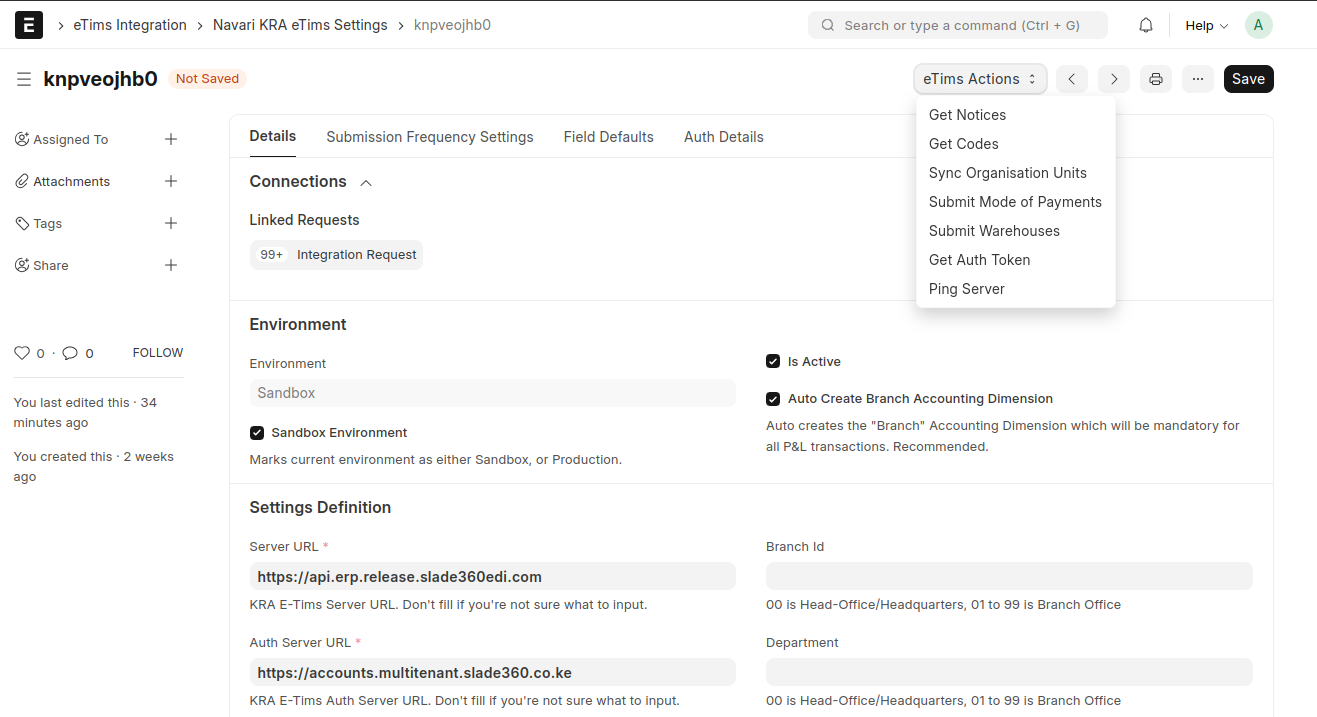 E
eTims Integration
Navari KRA eTims Settings
knpveojhb0
Search or type a command (Ctrl + G)
Help
A
knpveojhb0
Not Saved
eTims Actions
···
Save
Get Notices
Get Codes
Sync Organisation Units
Submit Mode of Payments
Submit Warehouses
Get Auth Token
Ping Server
Assigned To
Attachments
Tags
Share
0 · 0
FOLLOW
You last edited this · 34
minutes ago
You created this · 2 weeks
ago
Details
Submission Frequency Settings
Field Defaults
Auth Details
Connections
Linked Requests
99+ Integration Request
Environment
Environment
Sandbox
Sandbox Environment
Marks current environment as either Sandbox, or Production.
Is Active
Auto Create Branch Accounting Dimension
Auto creates the "Branch" Accounting Dimension which will be mandatory for
all P&L transactions. Recommended.
Settings Definition
Server URL *
https://api.erp.release.slade360edi.com
KRA E-Tims Server URL. Don't fill if you're not sure what to input.
Branch Id
00 is Head-Office/Headquarters, 01 to 99 is Branch Office
Auth Server URL *
https://accounts.multitenant.slade360.co.ke
KRA E-Tims Auth Server URL. Don't fill if you're not sure what to input.
Department
00 is Head-Office/Headquarters, 01 to 99 is Branch Office